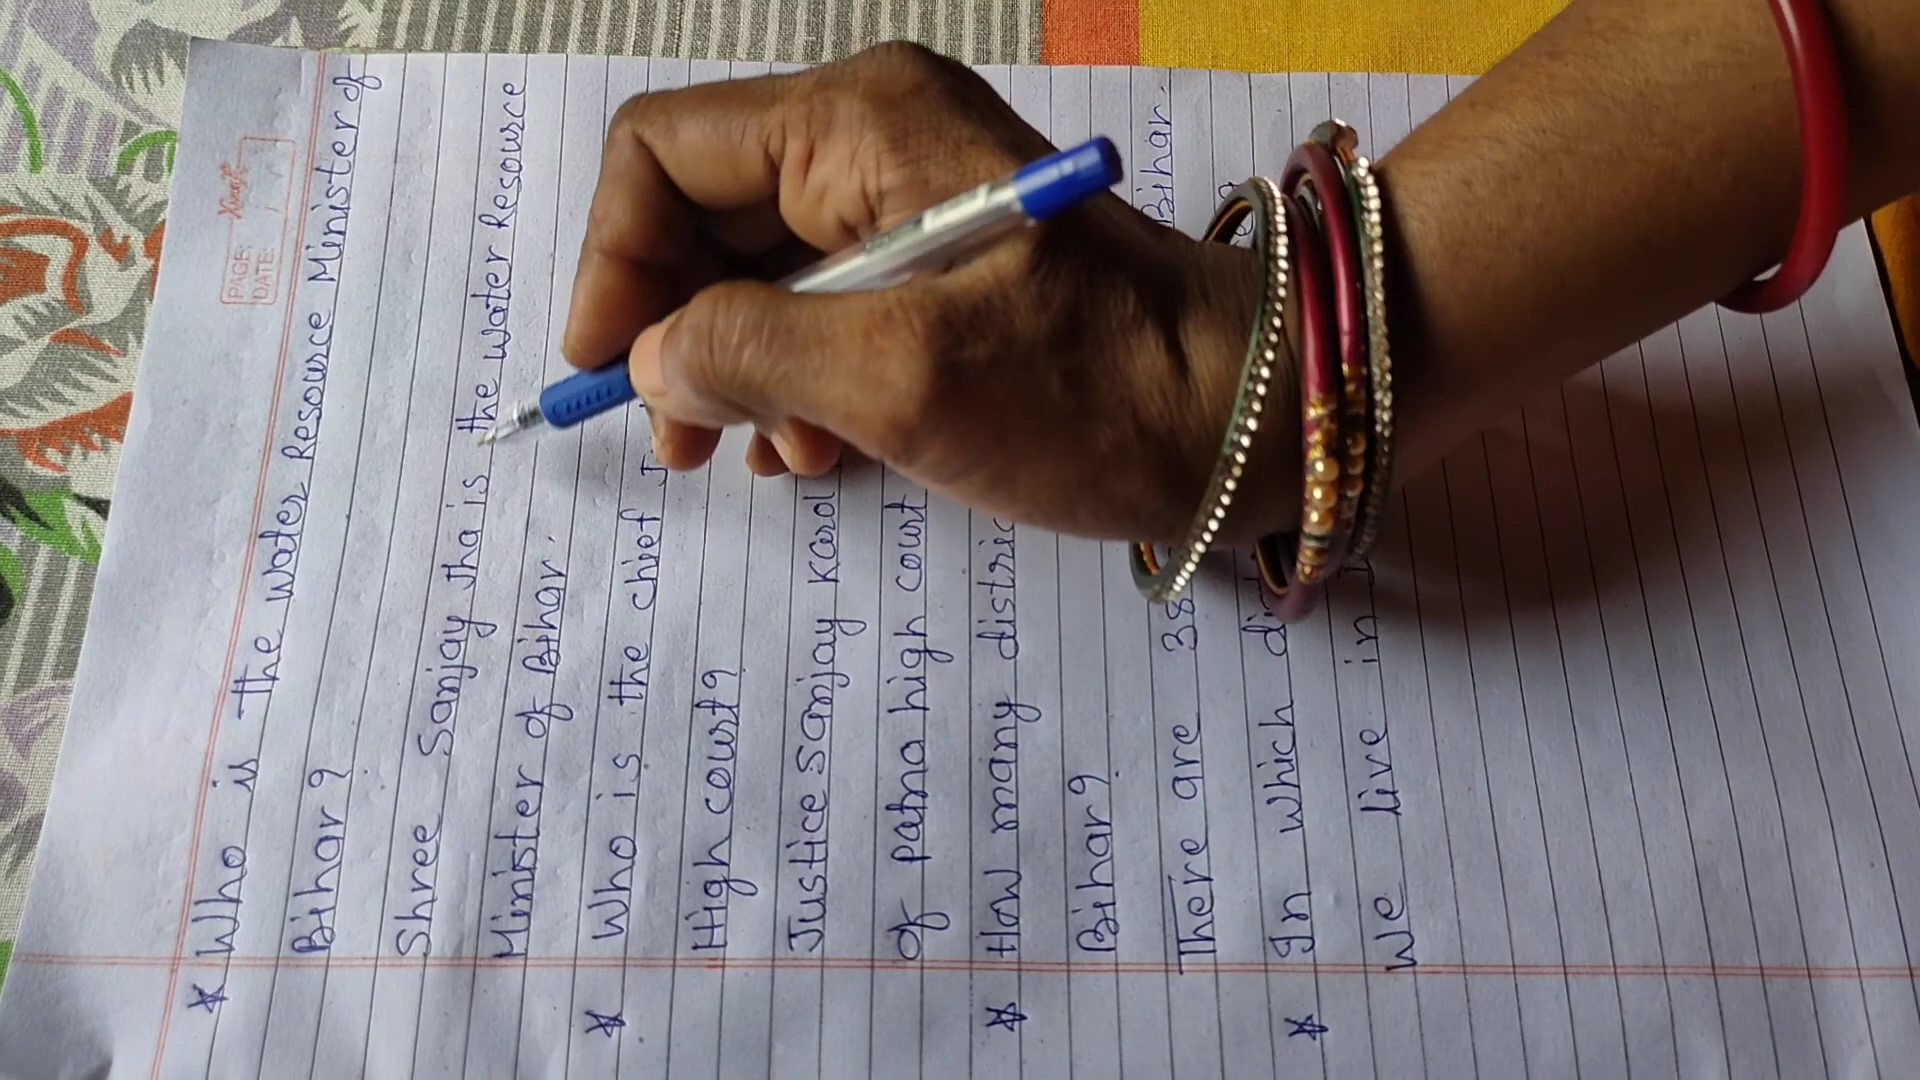 PAGE:
DATE:
* Who is the water Resource Minister of
Bihar?
Shree Sanjay Jha is the water Resource
Minister of Bihar.
* Who is the chief
High court?
Justice Sanjay Karol
of patna high court
* How many
Bihar? 
There are 38 Bihar.
* In which
We live in